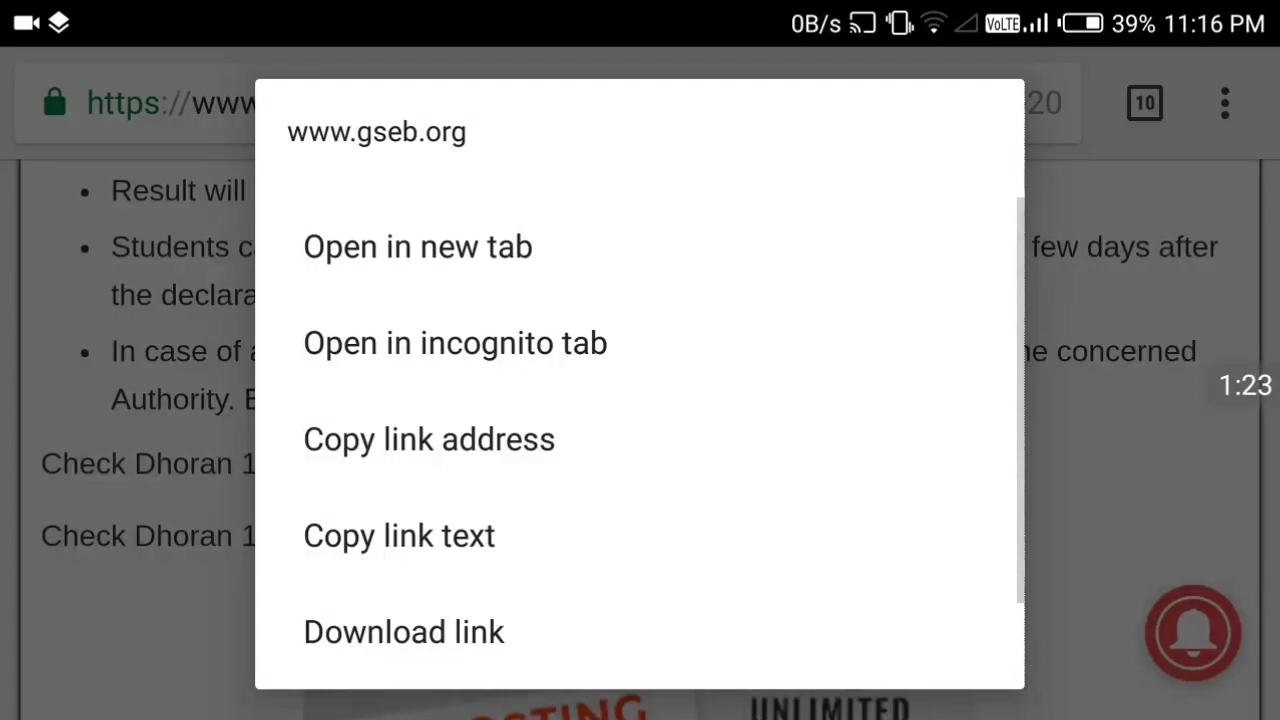 0B/s VoLTE 39% 11:16 PM
https://www 20 10
www.gseb.org
Result will
Open in new tab
Students c few days after
the declara
Open in incognito tab
In case of he concerned
Authority.
Copy link address
Check Dhoran 1
Copy link text
Check Dhoran 1
Download link
1:23
OSTING UNLIMITED